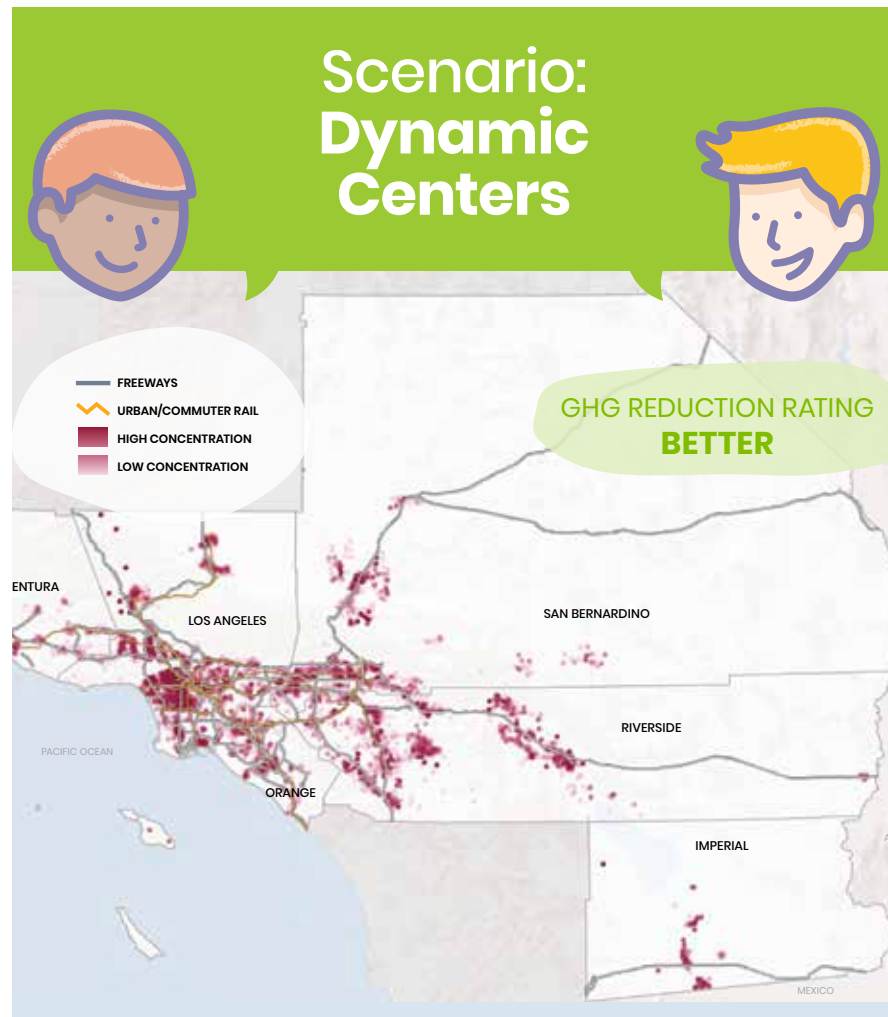 Scenario:
Dynamic
Centers
FREEWAYS
URBAN/COMMUTER RAIL
HIGH CONCENTRATION
LOW CONCENTRATION
GHG REDUCTION RATING
BETTER
ENTURA
LOS ANGELES
SAN BERNARDINO
RIVERSIDE
PACIFIC OCEAN
ORANGE
IMPERIAL
MEXICO